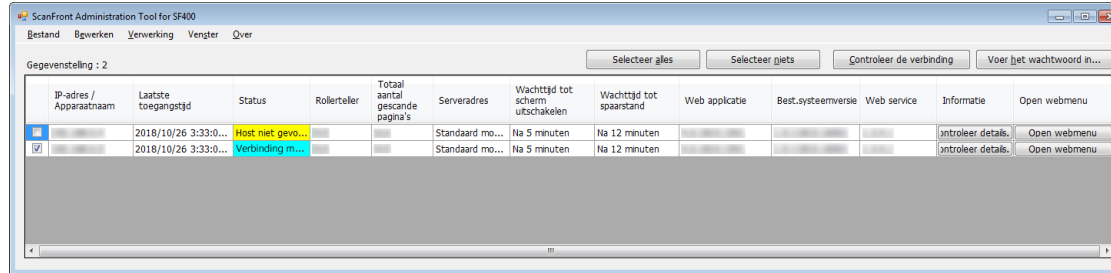 ScanFront Administration Tool for SF400
Bestand Bewerken Verwerking Venster Over
Gegevenstelling : 2 Selecteer alles Selecteer niets Controleer de verbinding Voer het wachtwoord in...
IP-adres / Apparaatnaam Laatste toegangstijd Status Rollerteller Totaal aantal gescande pagina's Serveradres Wachttijd tot scherm uitschakelen Wachttijd tot spaarstand Web applicatie Best.systeemversie Web service Informatie Open webmenu
2018/10/26 3:33:0... Host niet gevo... Standaard mo... Na 5 minuten Na 12 minuten ontroleer details. Open webmenu
2018/10/26 3:33:0... Verbinding m... Standaard mo... Na 5 minuten Na 12 minuten ontroleer details. Open webmenu